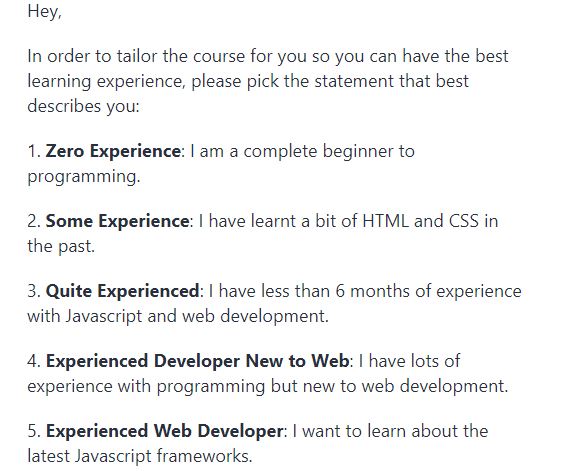 Hey,
In order to tailor the course for you so you can have the best
learning experience, please pick the statement that best
describes you:
1. Zero Experience: I am a complete beginner to
programming.
2. Some Experience: I have learnt a bit of HTML and CSS in
the past.
3. Quite Experienced: I have less than 6 months of experience
with Javascript and web development.
4. Experienced Developer New to Web: I have lots of
experience with programming but new to web development.
5. Experienced Web Developer: I want to learn about the
latest Javascript frameworks.